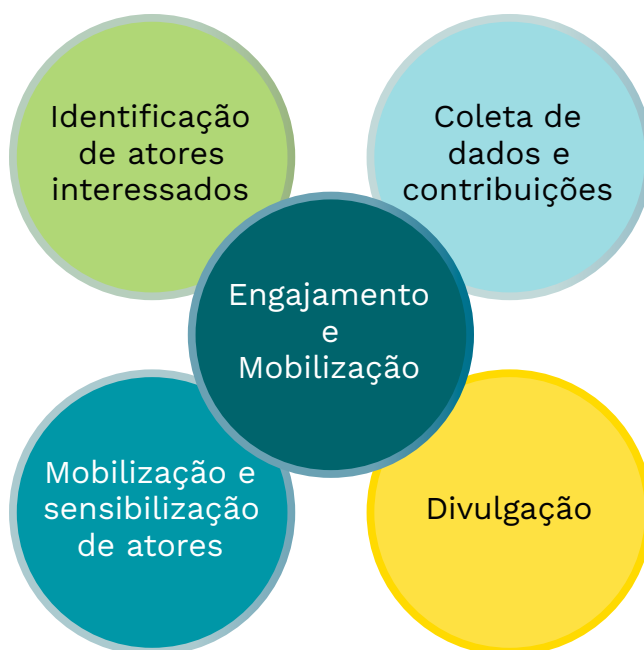 Identificação
de atores
interessados
Coleta de
dados e
contribuições
Engajamento
e
Mobilização
Mobilização e
sensibilização
de atores
Divulgação